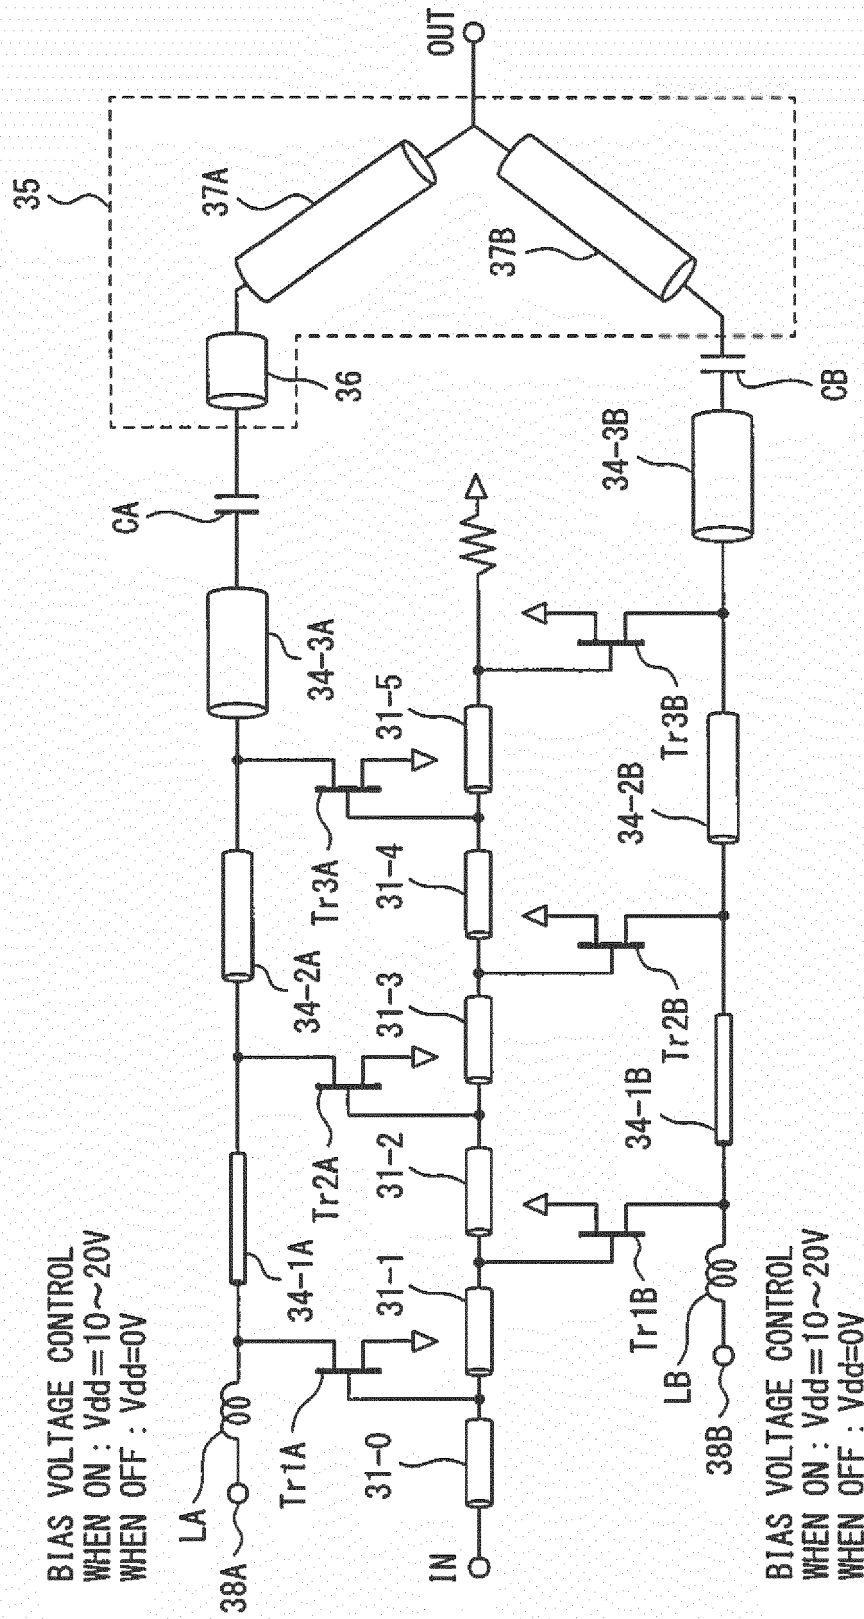 BIAS VOLTAGE CONTROL
WHEN ON : Vdd=10~20V
WHEN OFF : Vdd=0V
38A
LA
34-1A
34-2A
34-3A
CA
36
35
37A
Tr1A
Tr2A
Tr3A
IN
31-0
31-1
31-2
31-3
31-4
31-5
OUT
37B
Tr1B
Tr2B
Tr3B
38B
LB
34-1B
34-2B
34-3B
CB
BIAS VOLTAGE CONTROL
WHEN ON : Vdd=10~20V
WHEN OFF : Vdd=0V